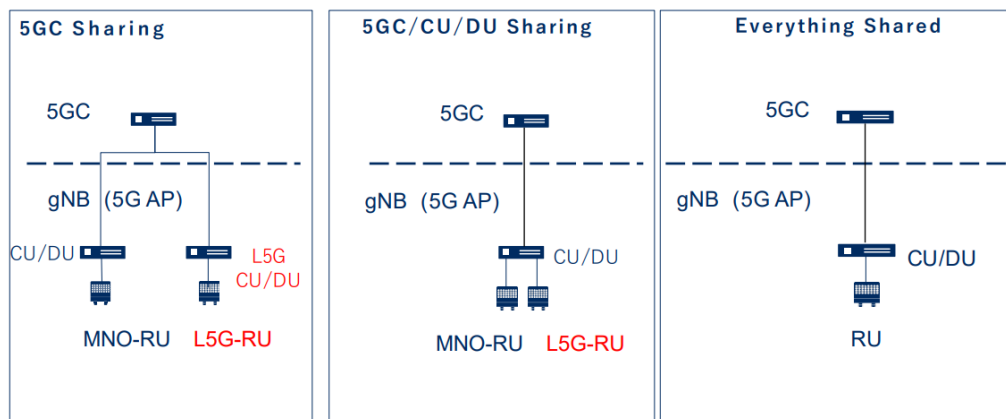 5GC Sharing
5GC
gNB (5G AP)
CU/DU
L5G
CU/DU
MNO-RU L5G-RU
5GC/CU/DU Sharing
5GC
gNB (5G AP)
CU/DU
MNO-RU L5G-RU
Everything Shared
5GC
gNB (5G AP)
CU/DU
RU